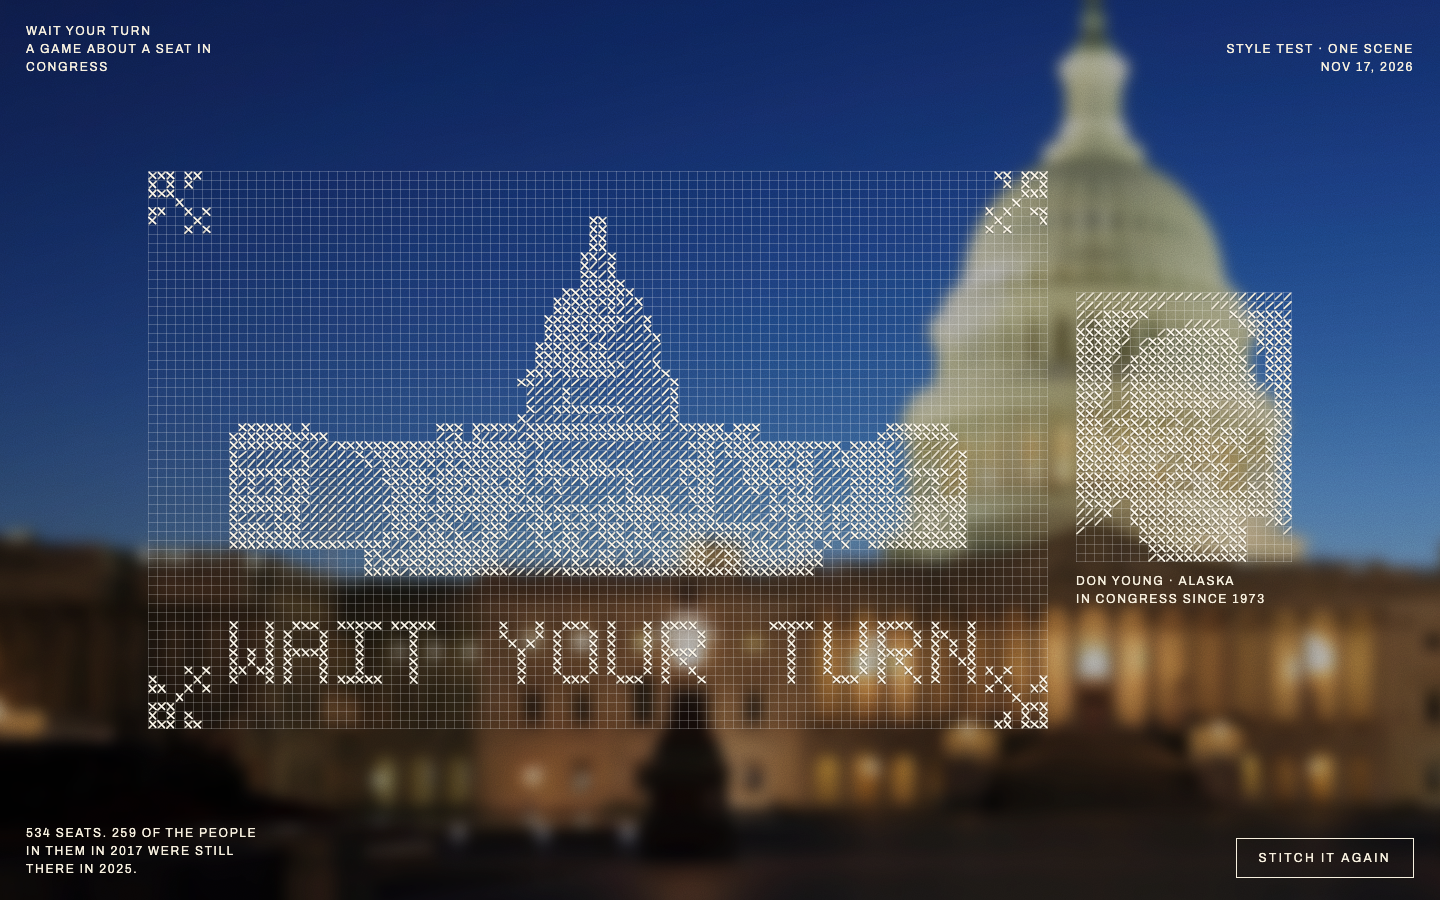 WAIT YOUR TURN
A GAME ABOUT A SEAT IN
CONGRESS
STYLE TEST · ONE SCENE
NOV 17, 2026
WAIT YOUR TURN
DON YOUNG · ALASKA
IN CONGRESS SINCE 1973
534 SEATS. 259 OF THE PEOPLE
IN THEM IN 2017 WERE STILL
THERE IN 2025.
STITCH IT AGAIN